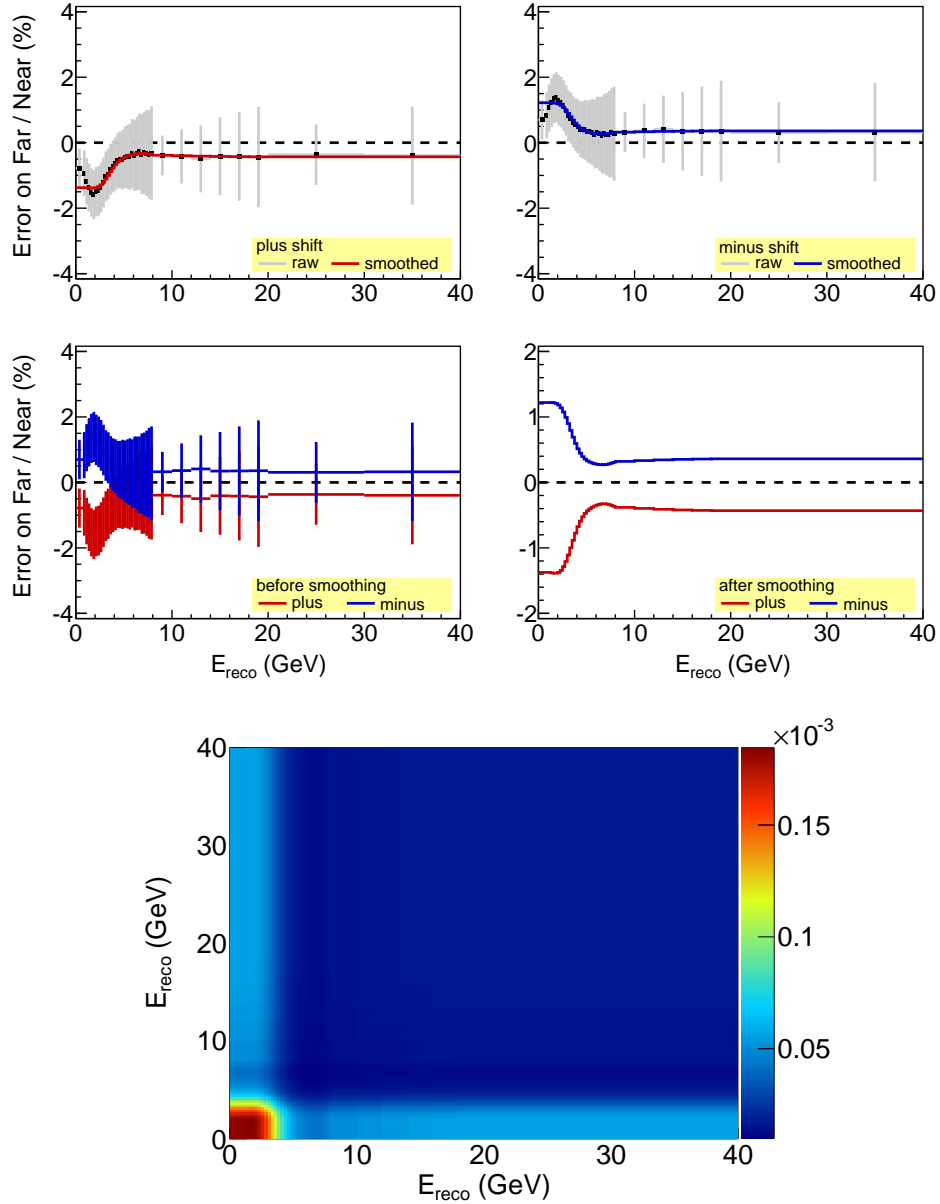 Error on Far / Near (%)
4
2
0
-2
-4
0 10 20 30 40
plus shift
raw smoothed
4
2
0
-2
-4
0 10 20 30 40
minus shift
raw smoothed
Error on Far / Near (%)
4
2
0
-2
-4
0 10 20 30 40
before smoothing
plus minus
E_reco (GeV)
2
1
0
-1
-2
0 10 20 30 40
after smoothing
plus minus
E_reco (GeV)
×10^-3
E_reco (GeV)
40
30
20
10
0
0 10 20 30 40
E_reco (GeV)
0.15
0.1
0.05